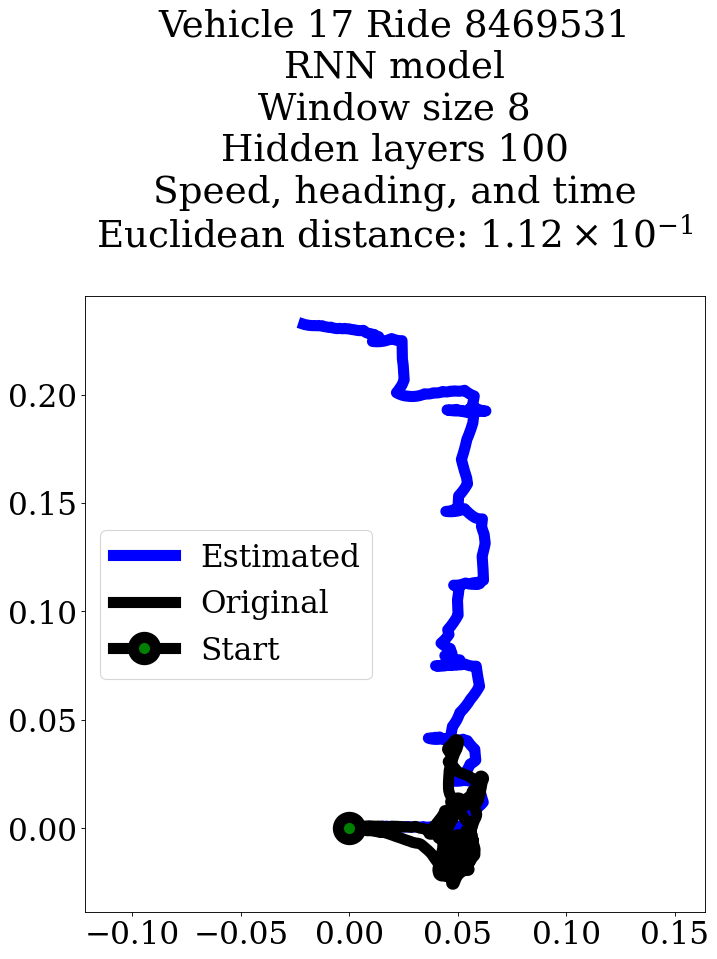 Vehicle 17 Ride 8469531
RNN model
Window size 8
Hidden layers 100
Speed, heading, and time
Euclidean distance: 1.12 × 10⁻¹
0.20
0.15
0.10
0.05
0.00
Estimated
Original
Start
−0.10 −0.05 0.00 0.05 0.10 0.15